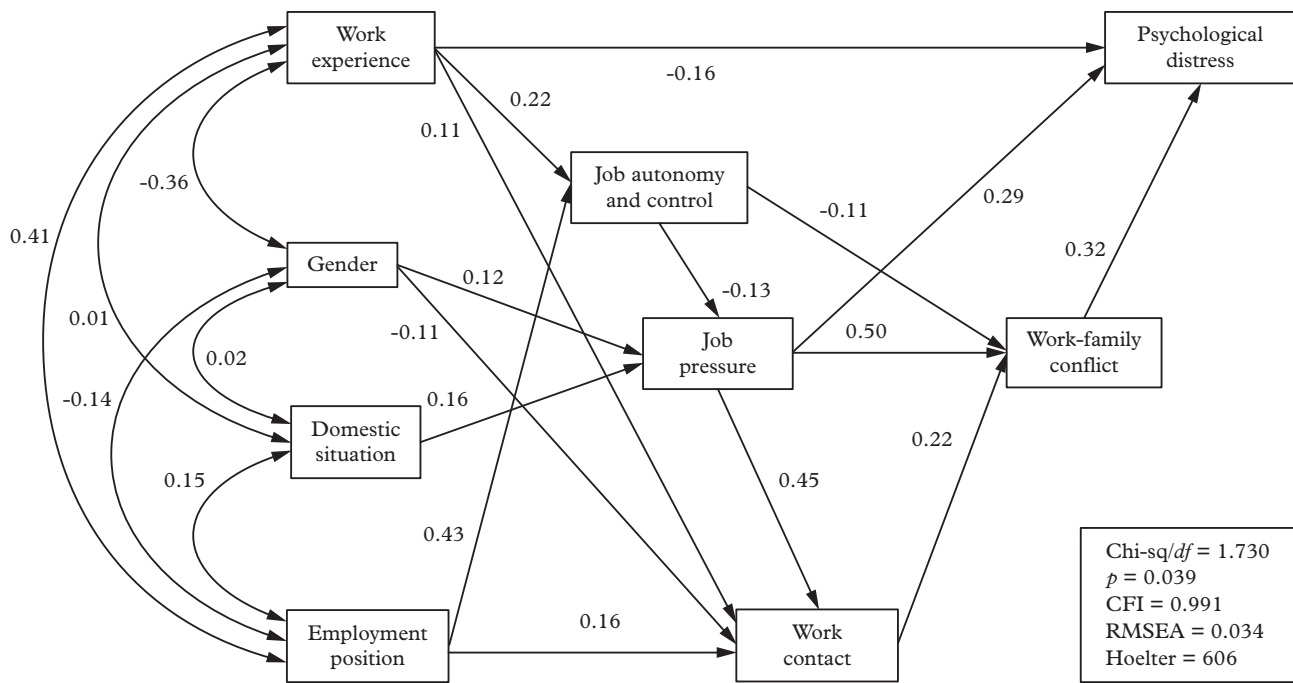 Work
experience
Psychological
distress
-0.16
0.22
0.11
Job autonomy
and control
-0.36
0.29
-0.11
0.41
Gender
0.12
0.32
-0.13
0.01
-0.11
Job
pressure
0.50
Work-family
conflict
0.02
-0.14
0.16
Domestic
situation
0.22
0.15
0.45
0.43
Chi-sq/df = 1.730
p = 0.039
CFI = 0.991
RMSEA = 0.034
Hoelter = 606
Employment
position
0.16
Work
contact